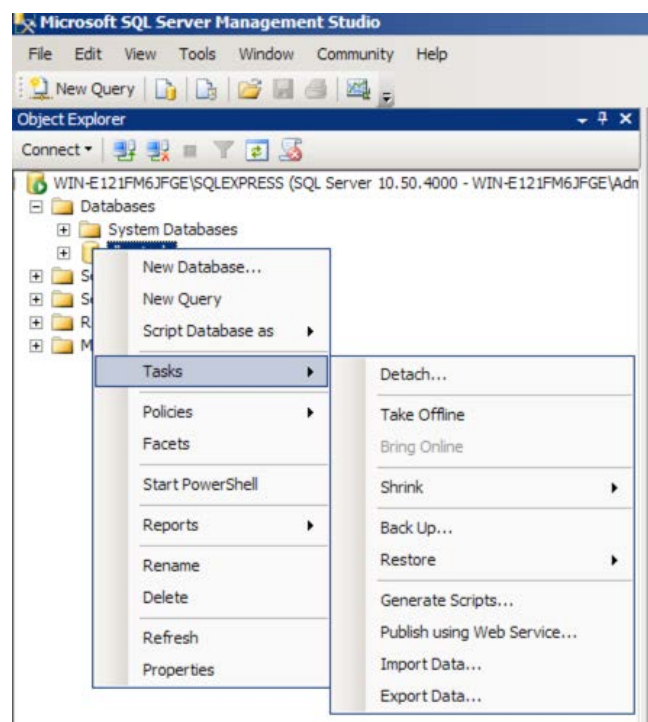 Microsoft SQL Server Management Studio
File Edit View Tools Window Community Help
New Query
Object Explorer
Connect
WIN-E121FM6JFGE\SQLEXPRESS (SQL Server 10.50.4000 - WIN-E121FM6JFGE\Adm
Databases
System Databases
New Database...
New Query
Script Database as
Tasks
Policies
Facets
Start PowerShell
Reports
Rename
Delete
Refresh
Properties
Detach...
Take Offline
Bring Online
Shrink
Back Up...
Restore
Generate Scripts...
Publish using Web Service...
Import Data...
Export Data...